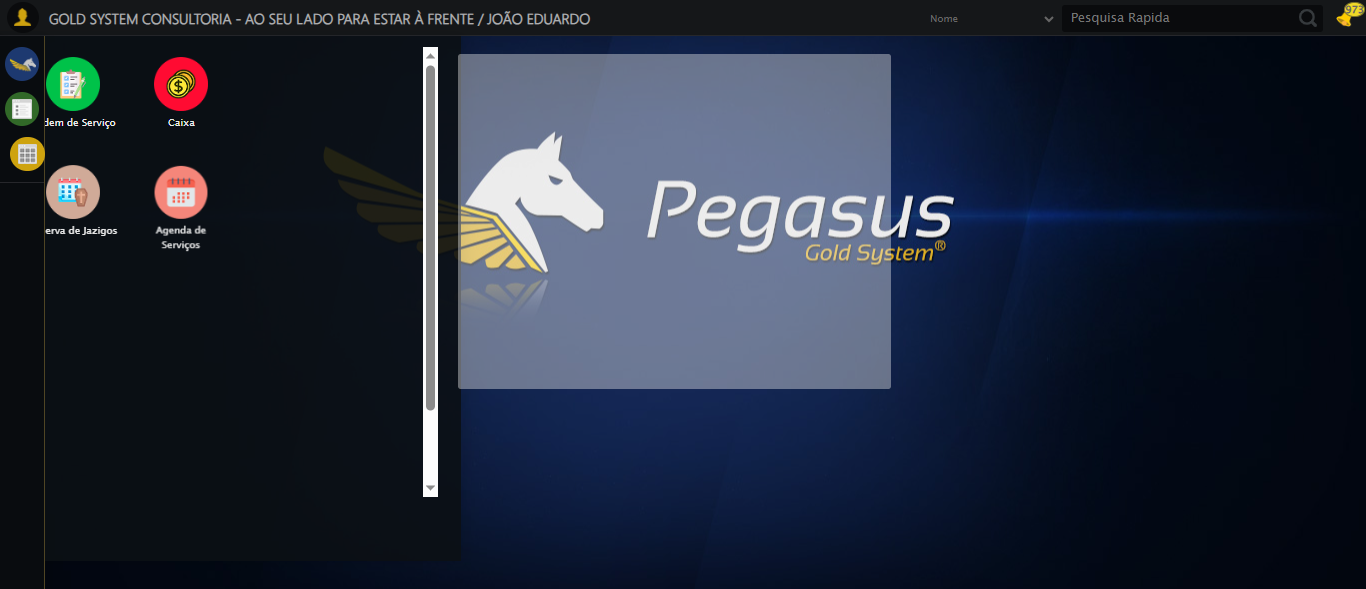 GOLD SYSTEM CONSULTORIA - AO SEU LADO PARA ESTAR À FRENTE / JOÃO EDUARDO
Nome
Pesquisa Rapida
973
dem de Serviço
Caixa
erva de Jazigos
Agenda de
Serviços
Pegasus
Gold System®